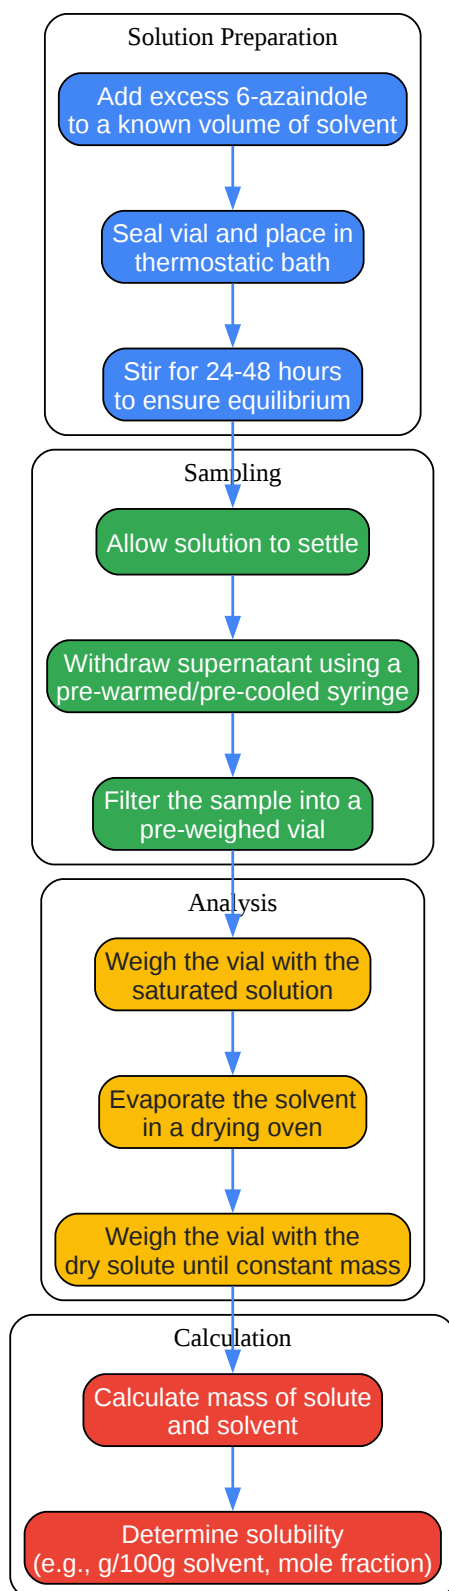 Solution Preparation
Add excess 6-azaindole
to a known volume of solvent
Seal vial and place in
thermostatic bath
Stir for 24-48 hours
to ensure equilibrium
Sampling
Allow solution to settle
Withdraw supernatant using a
pre-warmed/pre-cooled syringe
Filter the sample into a
pre-weighed vial
Analysis
Weigh the vial with the
saturated solution
Evaporate the solvent
in a drying oven
Weigh the vial with the
dry solute until constant mass
Calculation
Calculate mass of solute
and solvent
Determine solubility
(e.g., g/100g solvent, mole fraction)